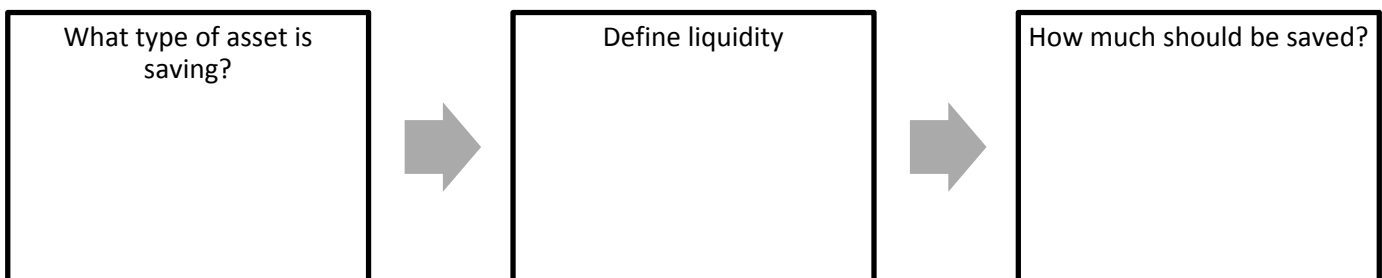 What type of asset is
saving?
Define liquidity
How much should be saved?